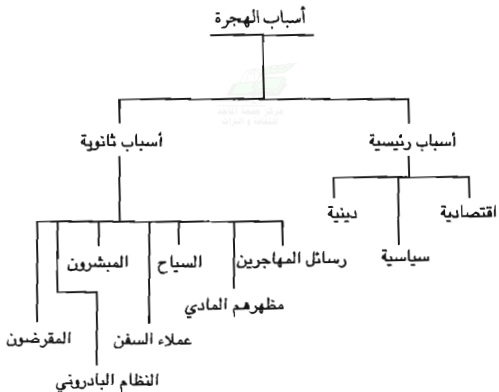 أسباب الهجرة
أسباب رئيسية
أسباب ثانوية
اقتصادية
سياسية
دينية
رسائل المهاجرين
مظهرهم المادي
السياح
عملاء السفن
المبشرون
النظام البادروني
المقرضون